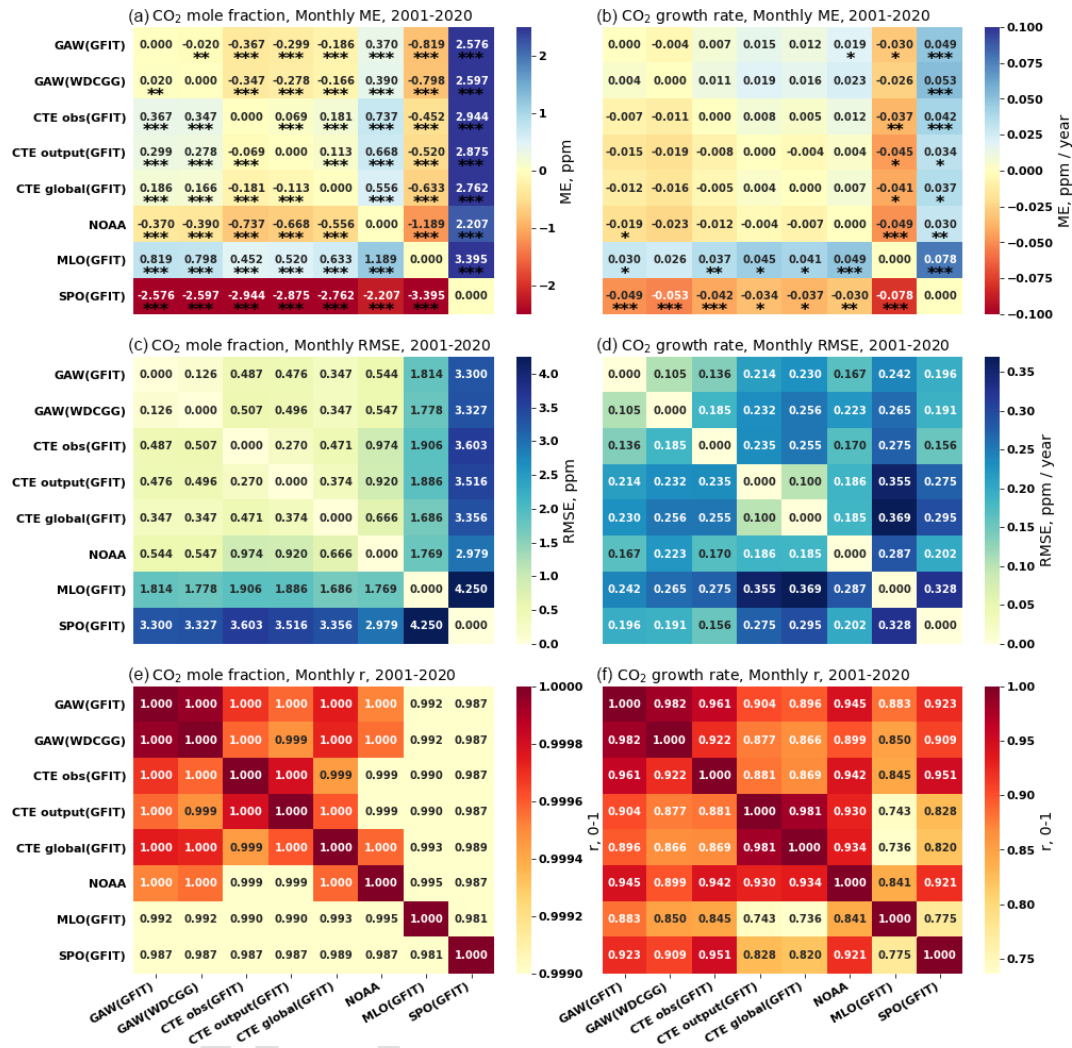 (a) CO₂ mole fraction, Monthly ME, 2001-2020
GAW(GFIT) 0.000 -0.020 -0.367 -0.299 -0.186 0.370 -0.819 2.576
** *** *** *** *** *** ***
GAW(WDCGG) 0.020 0.000 -0.347 -0.278 -0.166 0.390 -0.798 2.597
** *** *** *** *** *** ***
CTE obs(GFIT) 0.367 0.347 0.000 0.069 0.181 0.737 -0.452 2.944
*** *** *** *** *** *** ***
CTE output(GFIT) 0.299 0.278 -0.069 0.000 0.113 0.668 -0.520 2.875
*** *** *** *** *** *** ***
CTE global(GFIT) 0.186 0.166 -0.181 -0.113 0.000 0.556 -0.633 2.762
*** *** *** *** *** *** ***
NOAA -0.370 -0.390 -0.737 -0.668 -0.556 0.000 -1.189 2.207
*** *** *** *** *** *** ***
MLO(GFIT) 0.819 0.798 0.452 0.520 0.633 1.189 0.000 3.395
*** *** *** *** *** *** ***
SPO(GFIT) -2.576 -2.597 -2.944 -2.875 -2.762 -2.207 -3.395 0.000
*** *** *** *** *** *** ***
2
1
0
−1
−2
ME, ppm
(b) CO₂ growth rate, Monthly ME, 2001-2020
0.000 -0.004 0.007 0.015 0.012 0.019 -0.030 0.049
* * ***
0.004 0.000 0.011 0.019 0.016 0.023 -0.026 0.053
***
-0.007 -0.011 0.000 0.008 0.005 0.012 -0.037 0.042
** ***
-0.015 -0.019 -0.008 0.000 -0.004 0.004 -0.045 0.034
* *
-0.012 -0.016 -0.005 0.004 0.000 0.007 -0.041 0.037
* *
-0.019 -0.023 -0.012 -0.004 -0.007 0.000 -0.049 0.030
* *** **
0.030 0.026 0.037 0.045 0.041 0.049 0.000 0.078
* ** * * *** ***
-0.049 -0.053 -0.042 -0.034 -0.037 -0.030 -0.078 0.000
*** *** *** * * ** ***
0.100
0.075
0.050
0.025
0.000
−0.025
−0.050
−0.075
−0.100
ME, ppm / year
(c) CO₂ mole fraction, Monthly RMSE, 2001-2020
GAW(GFIT) 0.000 0.126 0.487 0.476 0.347 0.544 1.814 3.300
GAW(WDCGG) 0.126 0.000 0.507 0.496 0.347 0.547 1.778 3.327
CTE obs(GFIT) 0.487 0.507 0.000 0.270 0.471 0.974 1.906 3.603
CTE output(GFIT) 0.476 0.496 0.270 0.000 0.374 0.920 1.886 3.516
CTE global(GFIT) 0.347 0.347 0.471 0.374 0.000 0.666 1.686 3.356
NOAA 0.544 0.547 0.974 0.920 0.666 0.000 1.769 2.979
MLO(GFIT) 1.814 1.778 1.906 1.886 1.686 1.769 0.000 4.250
SPO(GFIT) 3.300 3.327 3.603 3.516 3.356 2.979 4.250 0.000
4.0
3.5
3.0
2.5
2.0
1.5
1.0
0.5
0.0
RMSE, ppm
(d) CO₂ growth rate, Monthly RMSE, 2001-2020
0.000 0.105 0.136 0.214 0.230 0.167 0.242 0.196
0.105 0.000 0.185 0.232 0.256 0.223 0.265 0.191
0.136 0.185 0.000 0.235 0.255 0.170 0.275 0.156
0.214 0.232 0.235 0.000 0.100 0.186 0.355 0.275
0.230 0.256 0.255 0.100 0.000 0.185 0.369 0.295
0.167 0.223 0.170 0.186 0.185 0.000 0.287 0.202
0.242 0.265 0.275 0.355 0.369 0.287 0.000 0.328
0.196 0.191 0.156 0.275 0.295 0.202 0.328 0.000
0.35
0.30
0.25
0.20
0.15
0.10
0.05
0.00
RMSE, ppm / year
(e) CO₂ mole fraction, Monthly r, 2001-2020
GAW(GFIT) 1.000 1.000 1.000 1.000 1.000 1.000 0.992 0.987
GAW(WDCGG) 1.000 1.000 1.000 0.999 1.000 1.000 0.992 0.987
CTE obs(GFIT) 1.000 1.000 1.000 1.000 0.999 0.999 0.990 0.987
CTE output(GFIT) 1.000 0.999 1.000 1.000 1.000 0.999 0.990 0.987
CTE global(GFIT) 1.000 1.000 0.999 1.000 1.000 1.000 0.993 0.989
NOAA 1.000 1.000 0.999 0.999 1.000 1.000 0.995 0.987
MLO(GFIT) 0.992 0.992 0.990 0.990 0.993 0.995 1.000 0.981
SPO(GFIT) 0.987 0.987 0.987 0.987 0.989 0.987 0.981 1.000
GAW(GFIT) GAW(WDCGG) CTE obs(GFIT) CTE output(GFIT) CTE global(GFIT) NOAA MLO(GFIT) SPO(GFIT)
1.0000
0.9998
0.9996
0.9994
0.9992
0.9990
r, 0-1
(f) CO₂ growth rate, Monthly r, 2001-2020
1.000 0.982 0.961 0.904 0.896 0.945 0.883 0.923
0.982 1.000 0.922 0.877 0.866 0.899 0.850 0.909
0.961 0.922 1.000 0.881 0.869 0.942 0.845 0.951
0.904 0.877 0.881 1.000 0.981 0.930 0.743 0.828
0.896 0.866 0.869 0.981 1.000 0.934 0.736 0.820
0.945 0.899 0.942 0.930 0.934 1.000 0.841 0.921
0.883 0.850 0.845 0.743 0.736 0.841 1.000 0.775
0.923 0.909 0.951 0.828 0.820 0.921 0.775 1.000
GAW(GFIT) GAW(WDCGG) CTE obs(GFIT) CTE output(GFIT) CTE global(GFIT) NOAA MLO(GFIT) SPO(GFIT)
1.00
0.95
0.90
0.85
0.80
0.75
r, 0-1